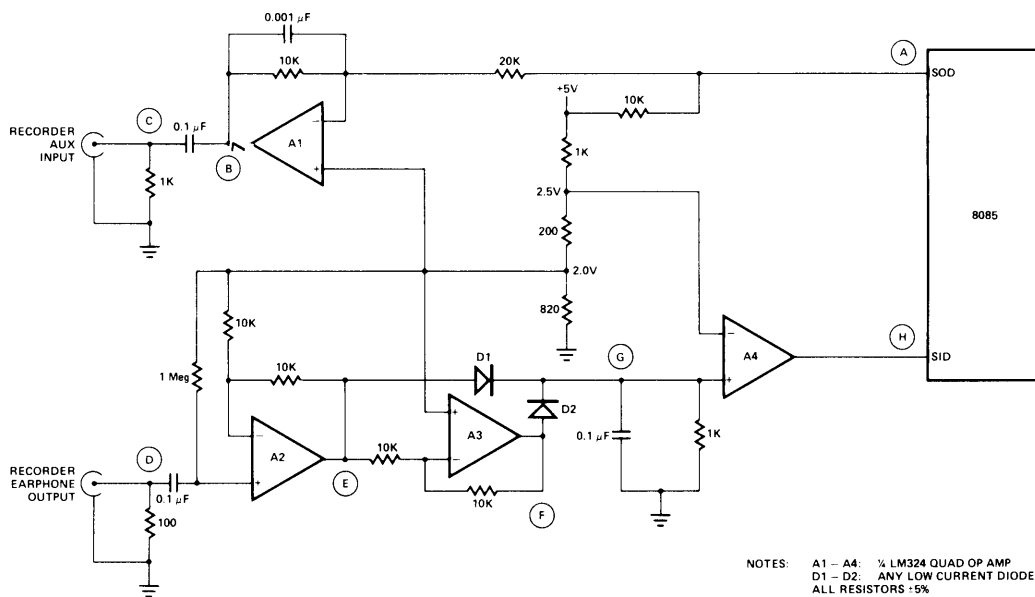 0.001 µF
10K
20K
A
SOD
+5V
10K
C
0.1 µF
RECORDER
AUX
INPUT
A1
−
+
B
1K
1K
2.5V
8085
200
2.0V
10K
820
1 Meg
10K
D1
G
A4
−
+
H
SID
D2
A3
+
−
0.1 µF
1K
RECORDER
EARPHONE
OUTPUT
D
0.1 µF
A2
−
+
10K
E
10K
F
100
NOTES: A1 – A4: ¼ LM324 QUAD OP AMP
D1 – D2: ANY LOW CURRENT DIODE
ALL RESISTORS ±5%